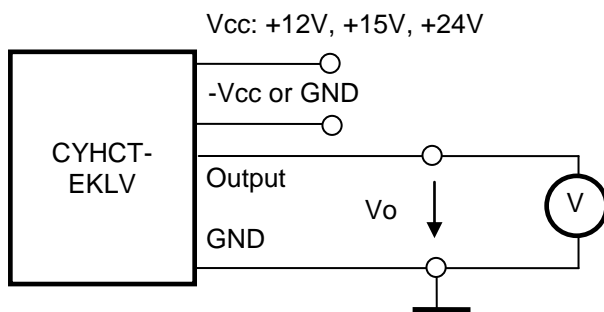 Vcc: +12V, +15V, +24V
-Vcc or GND
CYHCT-
EKLV
Output
Vo
V
GND